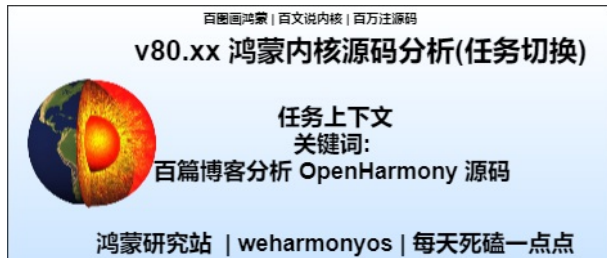 百图画鸿蒙 | 百文说内核 | 百万注源码
v80.xx 鸿蒙内核源码分析(任务切换)
任务上下文
关键词:
百篇博客分析 OpenHarmony 源码
鸿蒙研究站 | weharmonyos | 每天死磕一点点